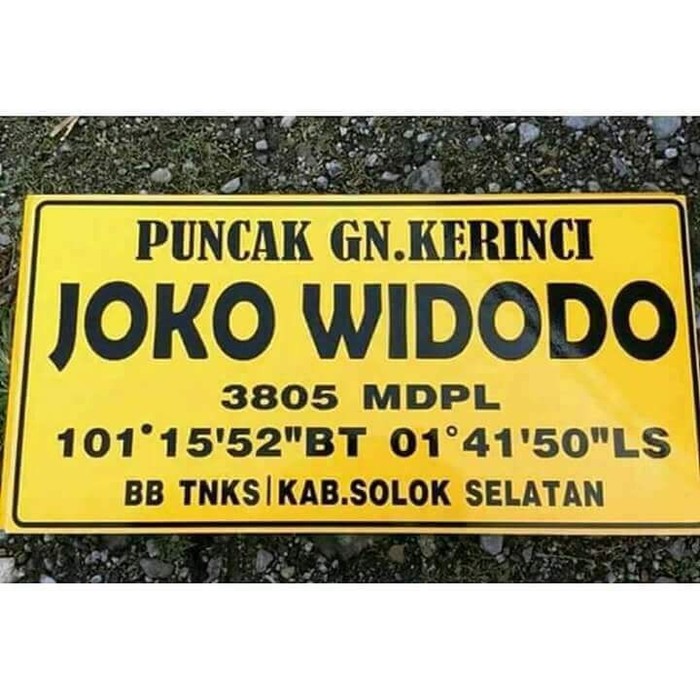 PUNCAK GN.KERINCI
JOKO WIDODO
3805 MDPL
101°15'52"BT 01°41'50"LS
BB TNKS|KAB.SOLOK SELATAN